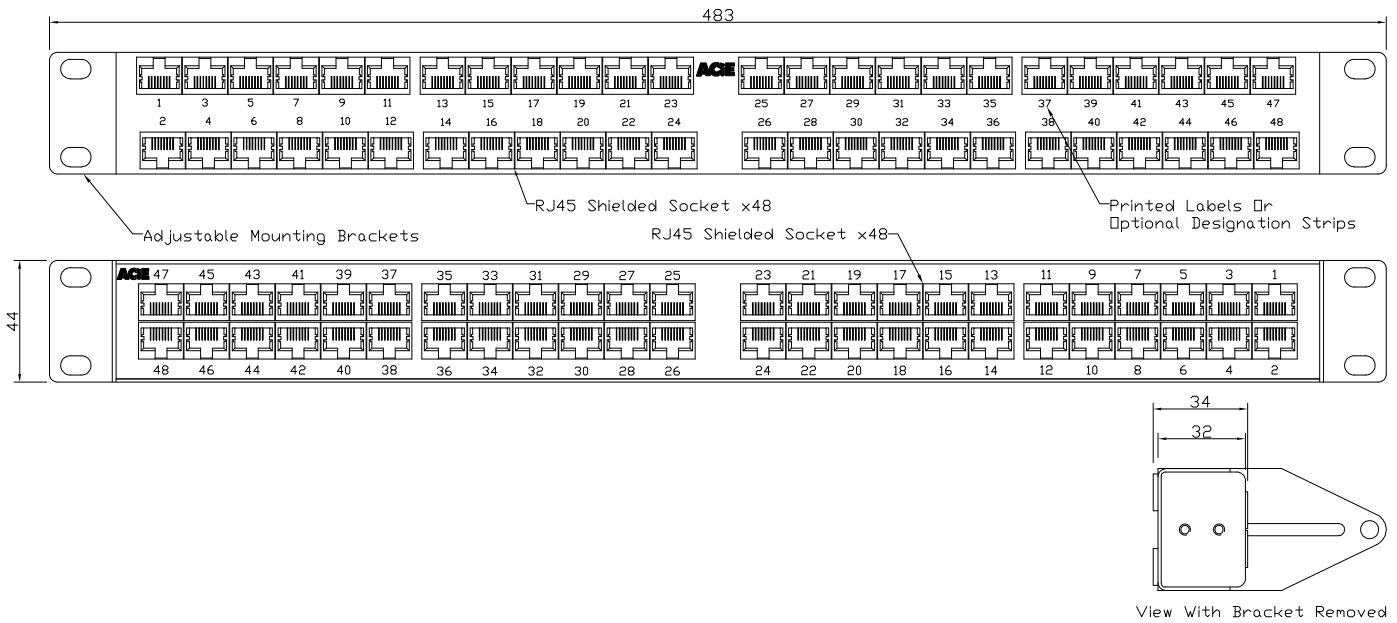 483
ACiE
1 3 5 7 9 11 13 15 17 19 21 23 25 27 29 31 33 35 37 39 41 43 45 47
2 4 6 8 10 12 14 16 18 20 22 24 26 28 30 32 34 36 38 40 42 44 46 48
RJ45 Shielded Socket x48
Printed Labels Or
Optional Designation Strips
Adjustable Mounting Brackets
RJ45 Shielded Socket x48
ACiE 47 45 43 41 39 37 35 33 31 29 27 25 23 21 19 17 15 13 11 9 7 5 3 1
44
48 46 44 42 40 38 36 34 32 30 28 26 24 22 20 18 16 14 12 10 8 6 4 2
34
32
View With Bracket Removed